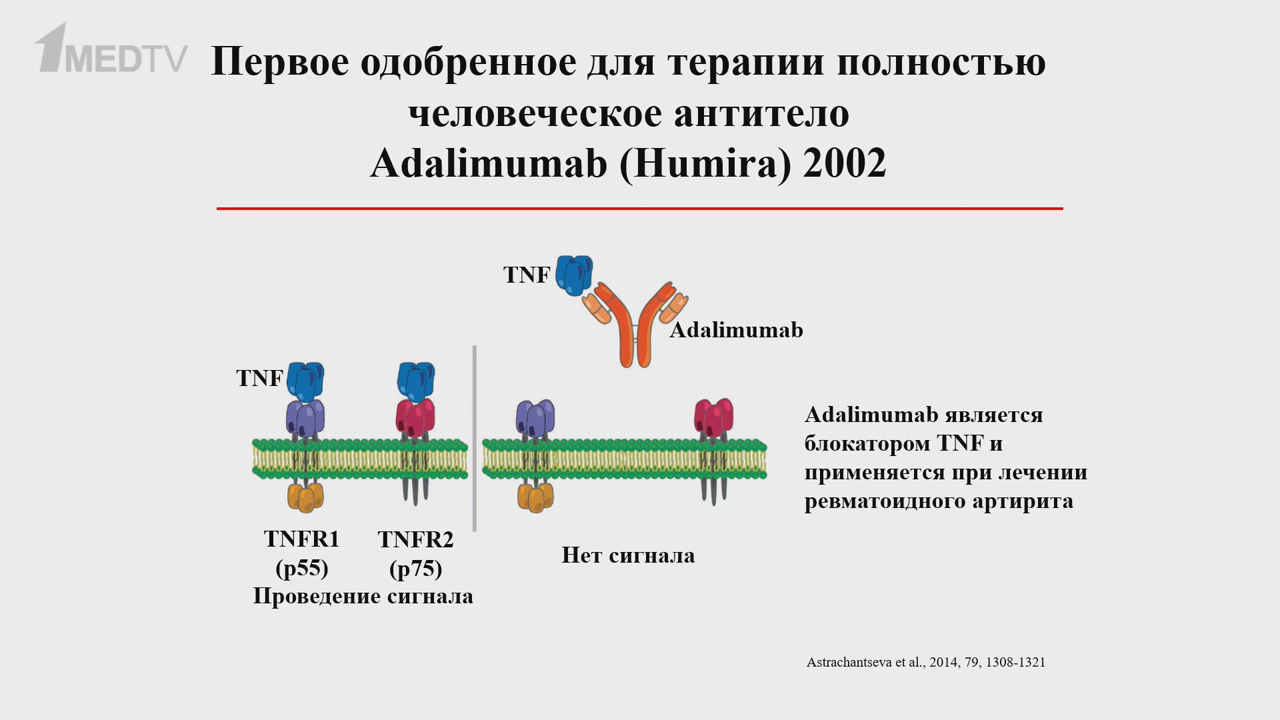 1MEDTV
Первое одобренное для терапии полностью
человеческое антитело
Adalimumab (Humira) 2002
TNF
Adalimumab
TNF
Adalimumab является
блокатором TNF и
применяется при лечении
ревматоидного артирита
TNFR1
(p55)
TNFR2
(p75)
Проведение сигнала
Нет сигнала
Astrachantseva et al., 2014, 79, 1308-1321